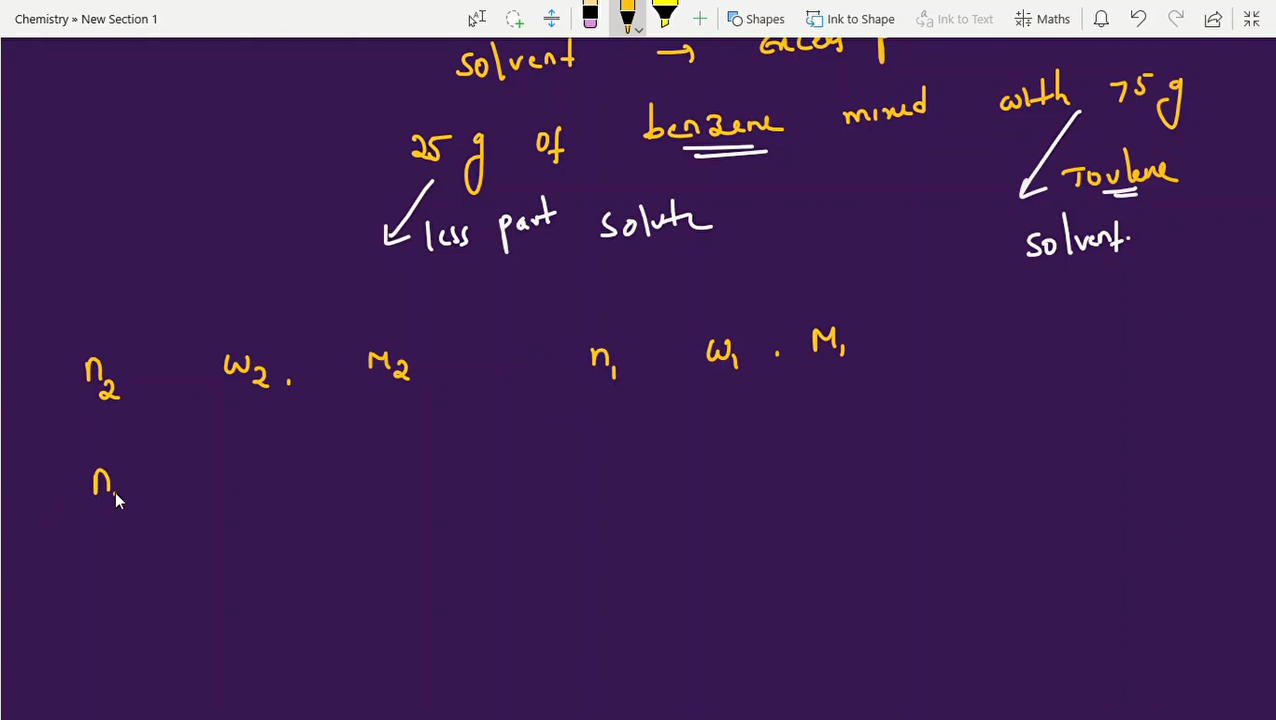 Chemistry » New Section 1
Shapes Ink to Shape Ink to Text Maths
solvent →
25 g of benzene mixed with 75 g
Toulene
less part solute
solvent.
n2 w2. M2 n1 w1 . M1
n